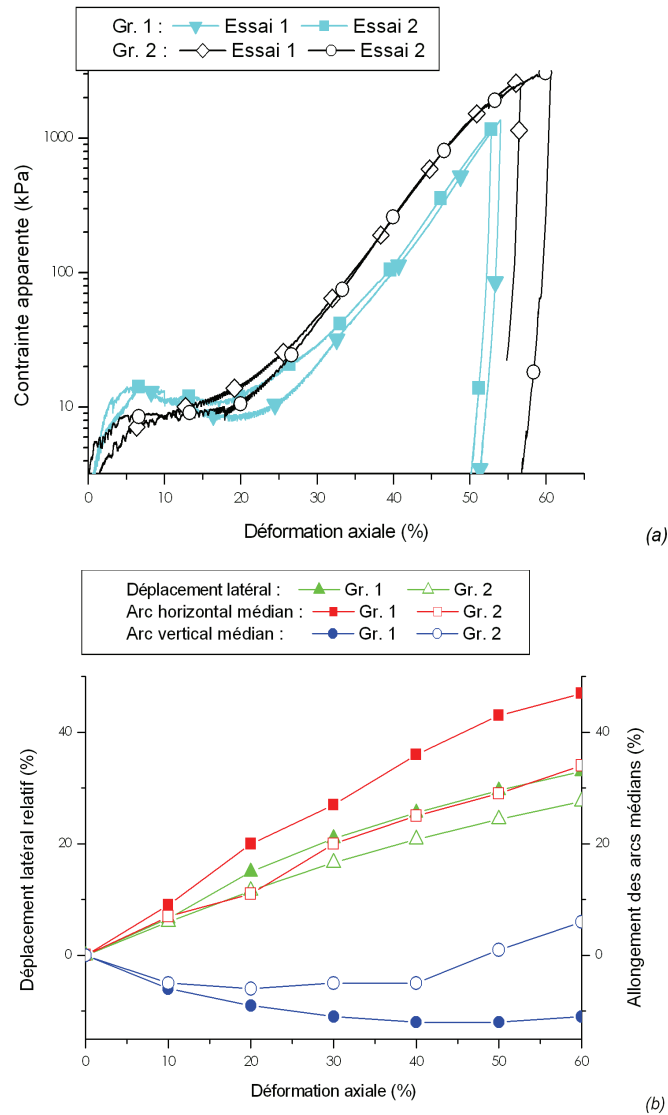 Gr. 1 : Essai 1 Essai 2
Gr. 2 : Essai 1 Essai 2
1000
100
10
Contrainte apparente (kPa)
0 10 20 30 40 50 60
Déformation axiale (%)
(a)
Déplacement latéral : Gr. 1 Gr. 2
Arc horizontal médian : Gr. 1 Gr. 2
Arc vertical médian : Gr. 1 Gr. 2
40 40
20 20
0 0
Déplacement latéral relatif (%)
Allongement des arcs médians (%)
0 10 20 30 40 50 60
Déformation axiale (%)
(b)